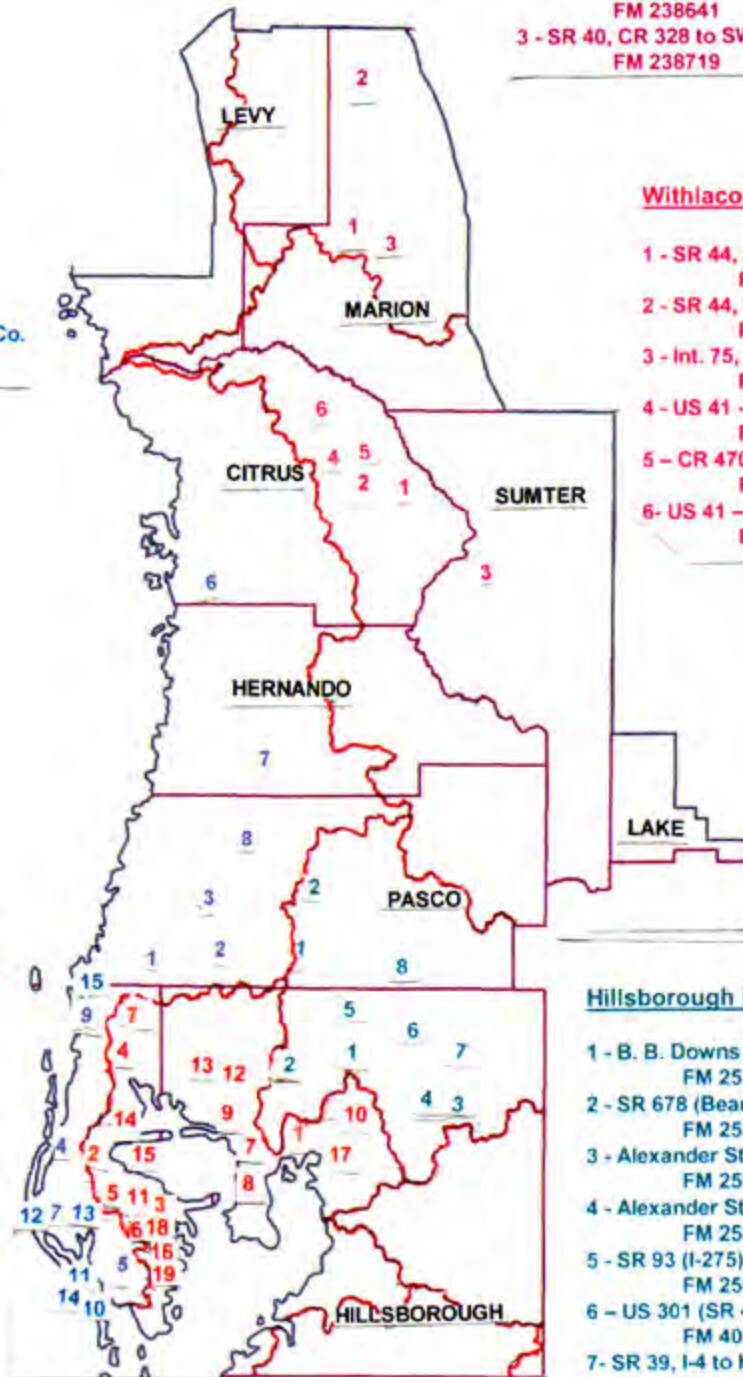 FM 238641
3 - SR 40, CR 328 to SW
FM 238719
2
LEVY
Withlaco
1
3
1 - SR 44,
MARION
2 - SR 44,
Co.
3 - Int. 75,
6
4 - US 41 -
4
5
5 – CR 470
CITRUS
2
1
SUMTER
6- US 41 –
3
6
HERNANDO
7
8
LAKE
2
3
PASCO
1
2
1
8
15
Hillsborough
9
7
5
6
1 - B. B. Downs
4
13
12
2
1
7
FM 25
2 - SR 678 (Bear
14
9
10
4
3
FM 25
4
2
15
7
1
17
3 - Alexander St
8
FM 25
12
7
13
5
11
3
4 - Alexander St
6
18
FM 25
5
16
5 - SR 93 (I-275)
11
19
FM 25
14
10
HILLSBOROUGH
6 – US 301 (SR
FM 40
7- SR 39, I-4 to